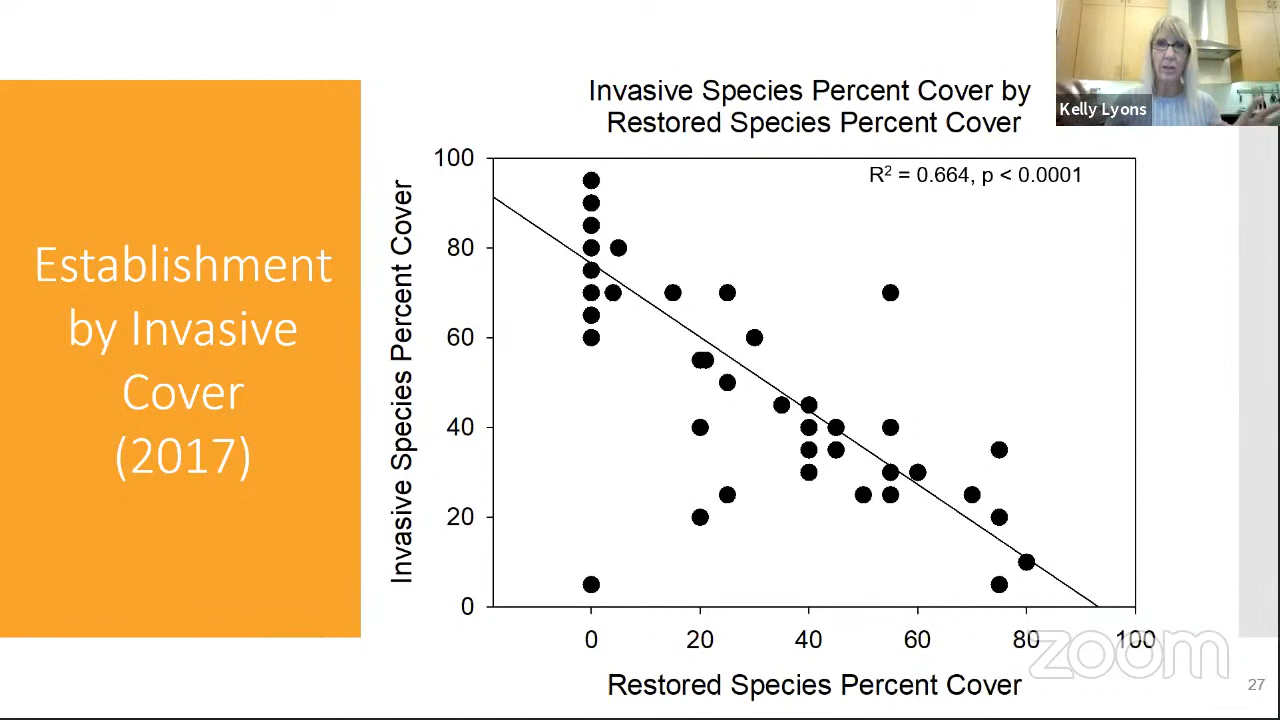 Establishment
by Invasive
Cover
(2017)
Invasive Species Percent Cover by
Restored Species Percent Cover
R² = 0.664, p < 0.0001
Invasive Species Percent Cover
100
80
60
40
20
0
0 20 40 60 80 100
Restored Species Percent Cover
Kelly Lyons
zoom
27